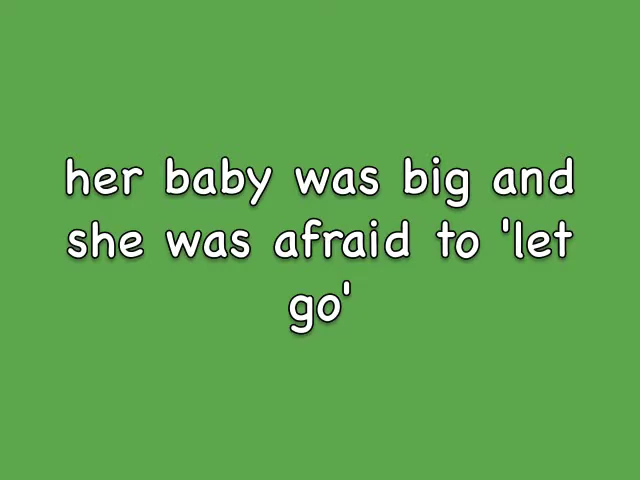 her baby was big and
she was afraid to 'let
go'